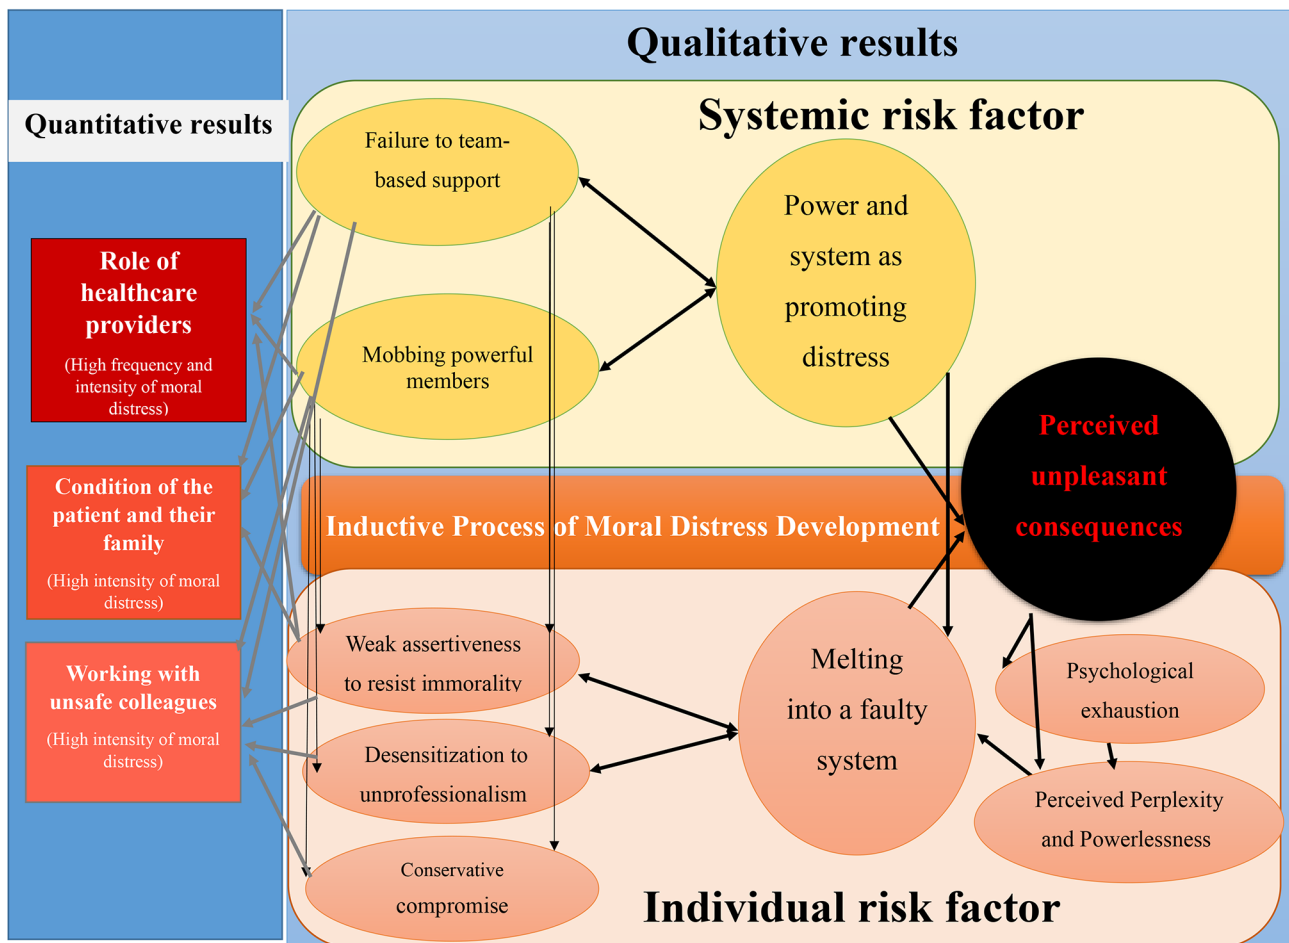 Qualitative results
Quantitative results
Systemic risk factor
Failure to team-
based support
Power and
system as
promoting
distress
Mobbing powerful
members
Role of
healthcare
providers
(High frequency and
intensity of moral
distress)
Condition of the
patient and their
family
(High intensity of moral
distress)
Working with
unsafe colleagues
(High intensity of moral
distress)
Perceived
unpleasant
consequences
Inductive Process of Moral Distress Development
Weak assertiveness
to resist immorality
Desensitization to
unprofessionalism
Conservative
compromise
Melting
into a faulty
system
Psychological
exhaustion
Perceived Perplexity
and Powerlessness
Individual risk factor